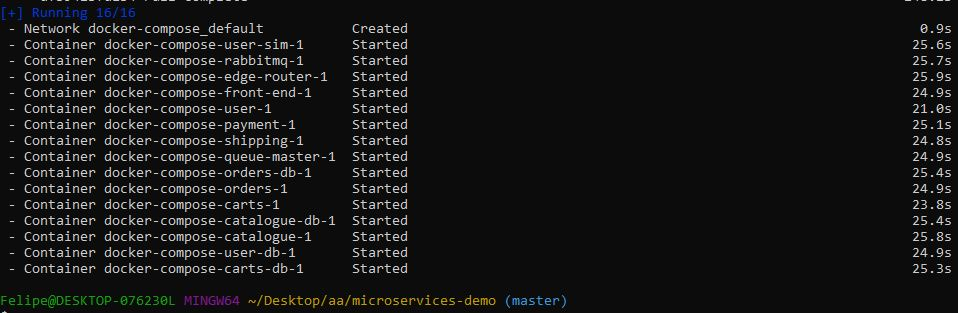 [+] Running 16/16
- Network docker-compose_default Created 0.9s
- Container docker-compose-user-sim-1 Started 25.6s
- Container docker-compose-rabbitmq-1 Started 25.7s
- Container docker-compose-edge-router-1 Started 25.9s
- Container docker-compose-front-end-1 Started 24.9s
- Container docker-compose-user-1 Started 21.0s
- Container docker-compose-payment-1 Started 25.1s
- Container docker-compose-shipping-1 Started 24.8s
- Container docker-compose-queue-master-1 Started 24.9s
- Container docker-compose-orders-db-1 Started 25.4s
- Container docker-compose-orders-1 Started 24.9s
- Container docker-compose-carts-1 Started 23.8s
- Container docker-compose-catalogue-db-1 Started 25.4s
- Container docker-compose-catalogue-1 Started 25.8s
- Container docker-compose-user-db-1 Started 24.9s
- Container docker-compose-carts-db-1 Started 25.3s
Felipe@DESKTOP-076230L MINGW64 ~/Desktop/aa/microservices-demo (master)